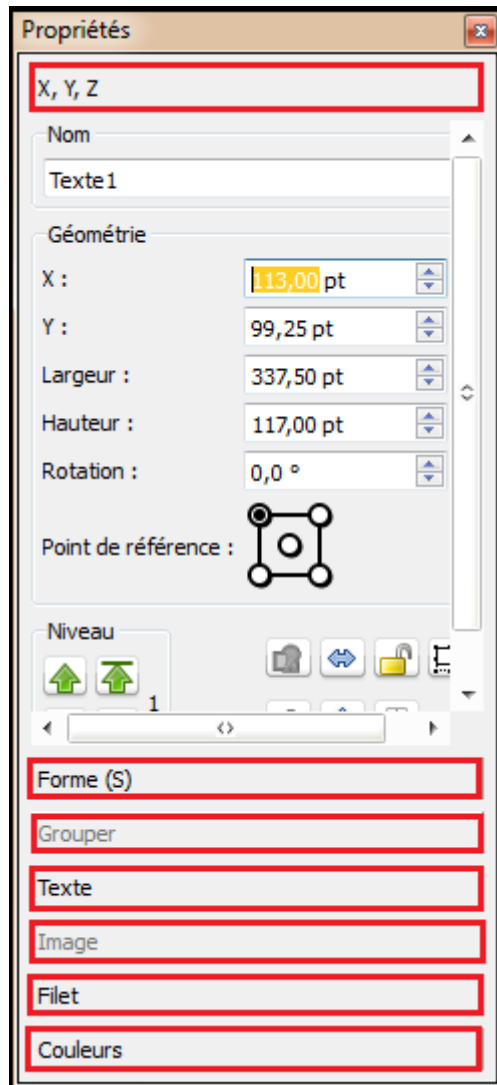 Propriétés
X, Y, Z
Nom
Texte1
Géométrie
X : 113,00 pt
Y : 99,25 pt
Largeur : 337,50 pt
Hauteur : 117,00 pt
Rotation : 0,0 °
Point de référence :
Niveau
1
Forme (S)
Grouper
Texte
Image
Filet
Couleurs